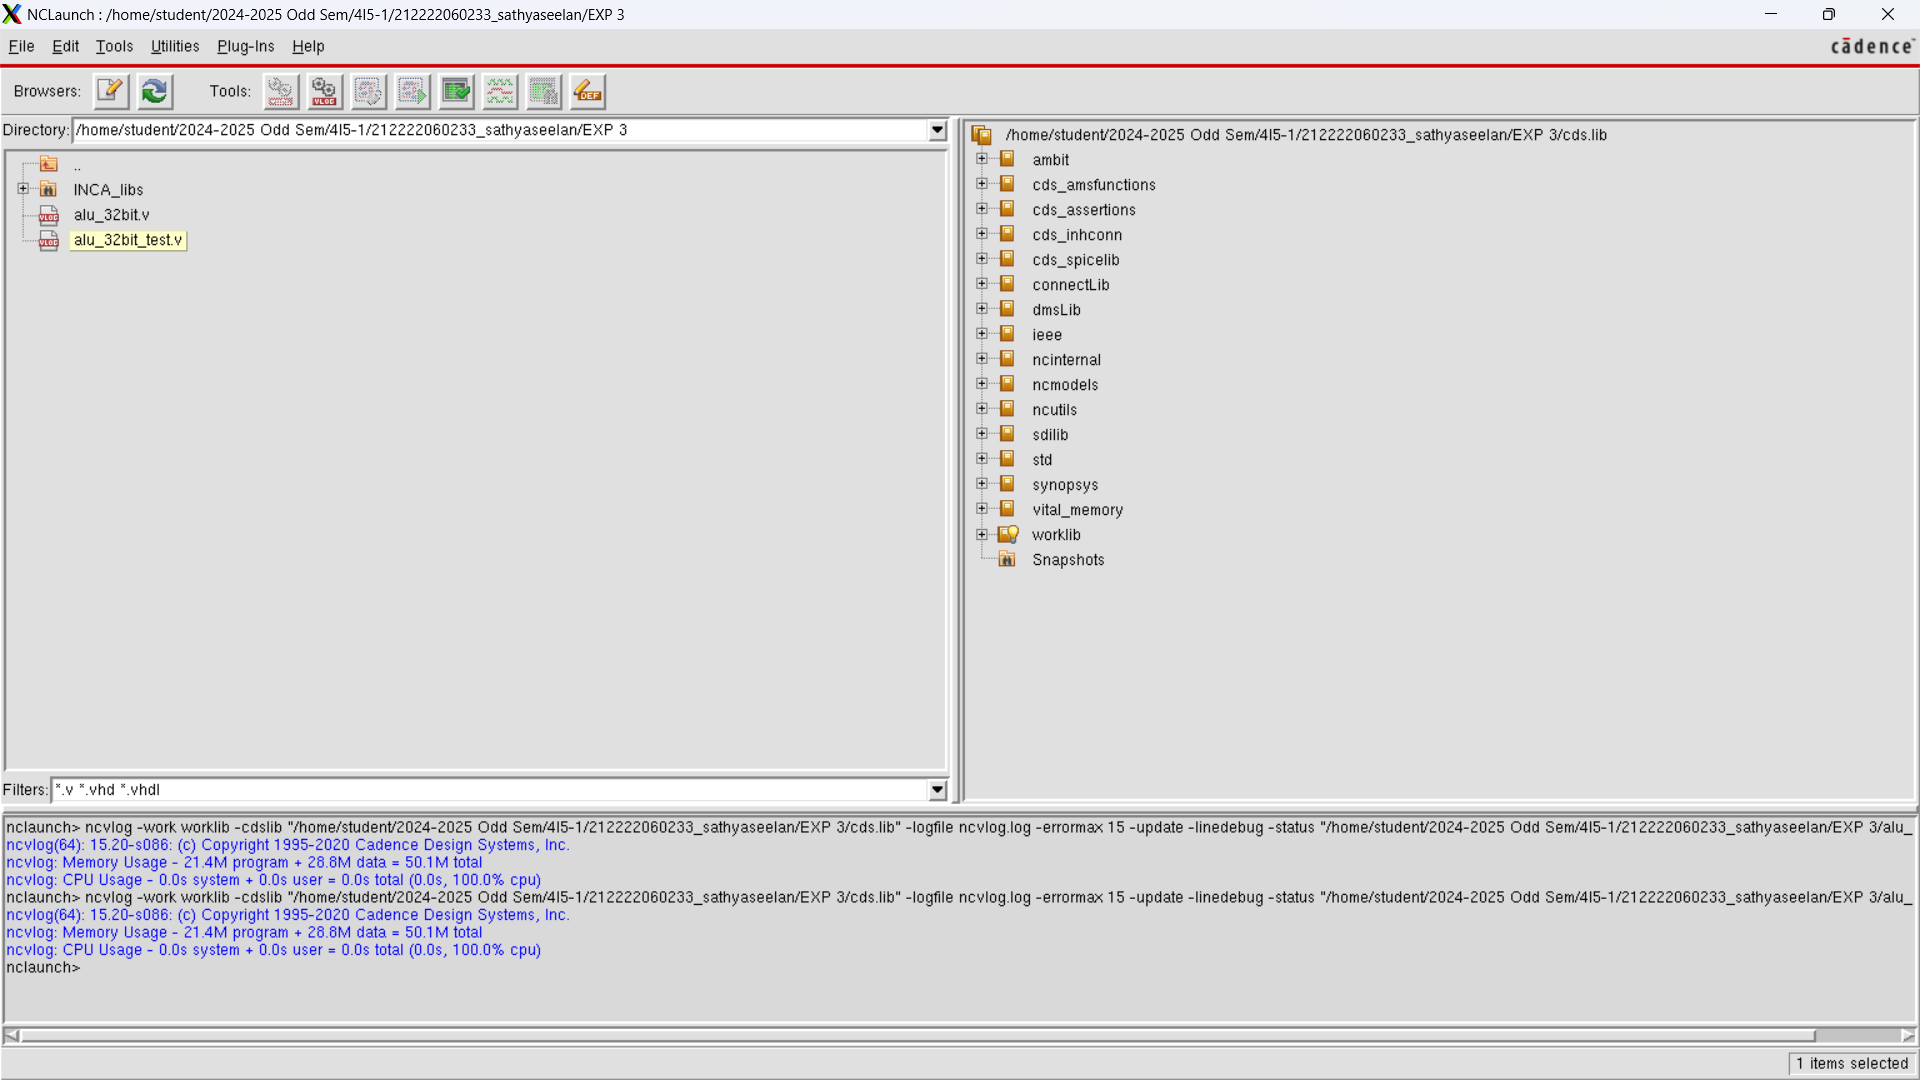 NCLaunch : /home/student/2024-2025 Odd Sem/4I5-1/212222060233_sathyaseelan/EXP 3
File Edit Tools Utilities Plug-Ins Help
cādence
Browsers: Tools:
VLOG
DEF
Directory: /home/student/2024-2025 Odd Sem/4I5-1/212222060233_sathyaseelan/EXP 3
..
INCA_libs
VLOG alu_32bit.v
VLOG alu_32bit_test.v
/home/student/2024-2025 Odd Sem/4I5-1/212222060233_sathyaseelan/EXP 3/cds.lib
ambit
cds_amsfunctions
cds_assertions
cds_inhconn
cds_spicelib
connectLib
dmsLib
ieee
ncinternal
ncmodels
ncutils
sdilib
std
synopsys
vital_memory
worklib
Snapshots
Filters: *.v *.vhd *.vhdl
nclaunch> ncvlog -work worklib -cdslib "/home/student/2024-2025 Odd Sem/4I5-1/212222060233_sathyaseelan/EXP 3/cds.lib" -logfile ncvlog.log -errormax 15 -update -linedebug -status "/home/student/2024-2025 Odd Sem/4I5-1/212222060233_sathyaseelan/EXP 3/alu_
ncvlog(64): 15.20-s086: (c) Copyright 1995-2020 Cadence Design Systems, Inc.
ncvlog: Memory Usage - 21.4M program + 28.8M data = 50.1M total
ncvlog: CPU Usage - 0.0s system + 0.0s user = 0.0s total (0.0s, 100.0% cpu)
nclaunch> ncvlog -work worklib -cdslib "/home/student/2024-2025 Odd Sem/4I5-1/212222060233_sathyaseelan/EXP 3/cds.lib" -logfile ncvlog.log -errormax 15 -update -linedebug -status "/home/student/2024-2025 Odd Sem/4I5-1/212222060233_sathyaseelan/EXP 3/alu_
ncvlog(64): 15.20-s086: (c) Copyright 1995-2020 Cadence Design Systems, Inc.
ncvlog: Memory Usage - 21.4M program + 28.8M data = 50.1M total
ncvlog: CPU Usage - 0.0s system + 0.0s user = 0.0s total (0.0s, 100.0% cpu)
nclaunch>
1 items selected